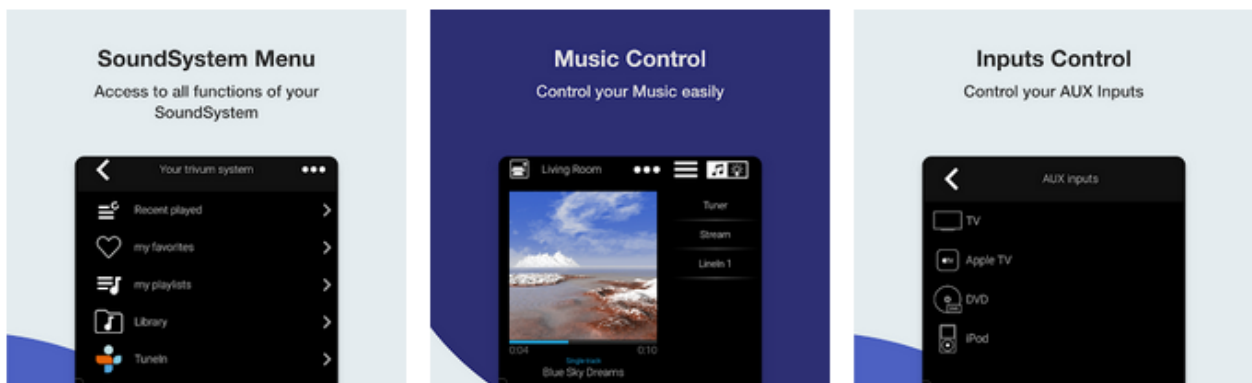 SoundSystem Menu
Access to all functions of your
SoundSystem
Your trivum system
Recent played
my favorites
my playlists
Library
TuneIn
Music Control
Control your Music easily
Living Room
Tuner
Stream
LineIn 1
0:04
0:10
Single track
Blue Sky Dreams
Inputs Control
Control your AUX Inputs
AUX inputs
TV
Apple TV
DVD
iPod